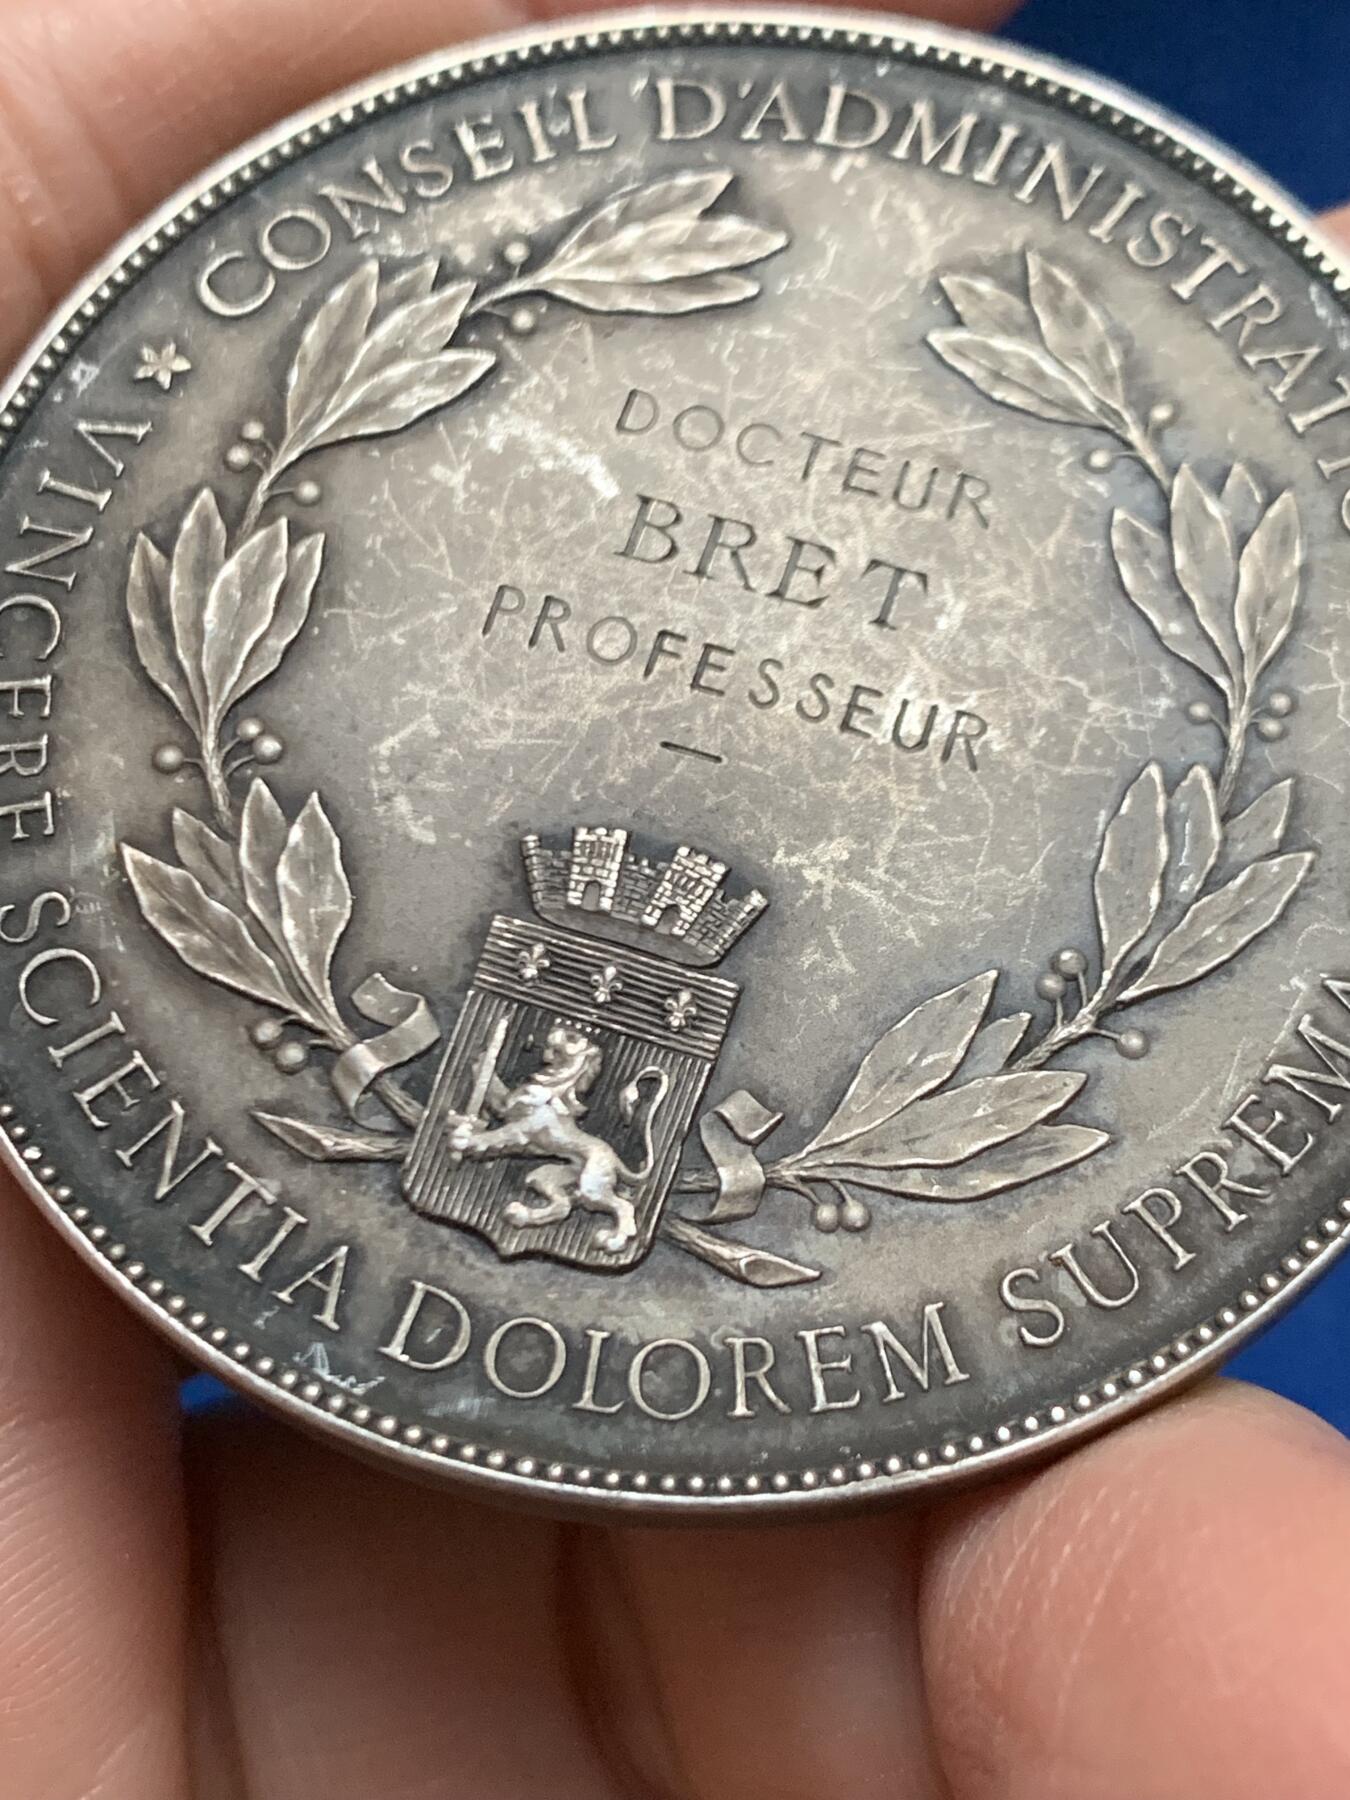 CONSEIL D'ADMINISTRATIO
DOCTEUR
BRET
PROFESSEUR
—
VINCERE SCIENTIA DOLOREM SUPREMA